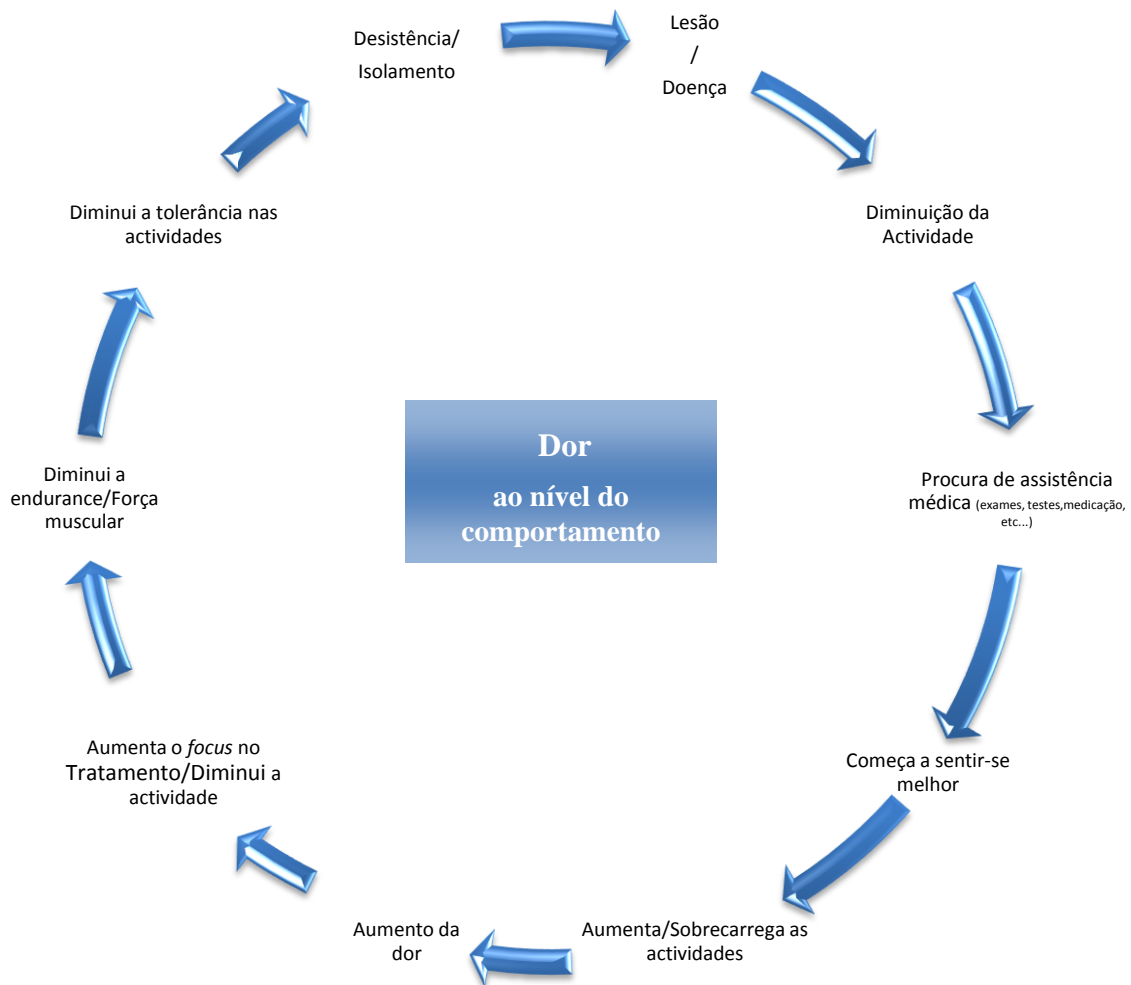 Desistência/
Isolamento
Lesão
/
Doença
Diminuição da
Actividade
Procura de assistência
médica (exames, testes,medicação,
etc...)
Começa a sentir-se
melhor
Aumenta/Sobrecarrega as
actividades
Aumento da
dor
Aumenta o focus no
Tratamento/Diminui a
actividade
Diminui a
endurance/Força
muscular
Diminui a tolerância nas
actividades
Dor
ao nível do
comportamento